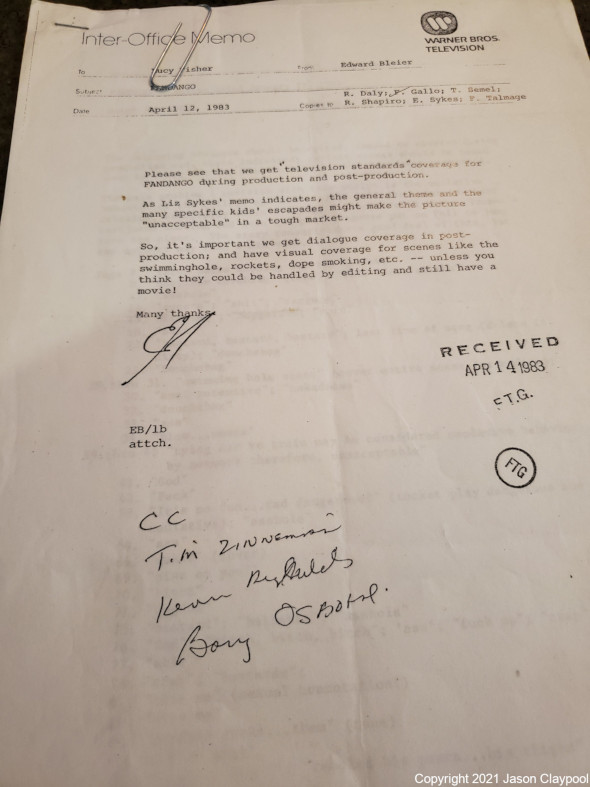 Inter-Office Memo
WARNER BROS.
TELEVISION
To
Lucy Fisher
From
Edward Bleier
Subject
FANDANGO
Date
April 12, 1983
Copies to
R. Daly; F. Gallo; T. Semel;
R. Shapiro; E. Sykes; F. Talmage
Please see that we get "television standards" coverage for
FANDANGO during production and post-production.
As Liz Sykes' memo indicates, the general theme and the
many specific kids' escapades might make the picture
"unacceptable" in a tough market.
So, it's important we get dialogue coverage in post-
production; and have visual coverage for scenes like the
swimminghole, rockets, dope smoking, etc. -- unless you
think they could be handled by editing and still have a
movie!
Many thanks.
RECEIVED
APR 14 1983
F.T.G.
EB/lb
attch.
FTG
CC
Tim ZINNEMANN
Kevin Reynolds
Barry OSBORNE.
Copyright 2021 Jason Claypool